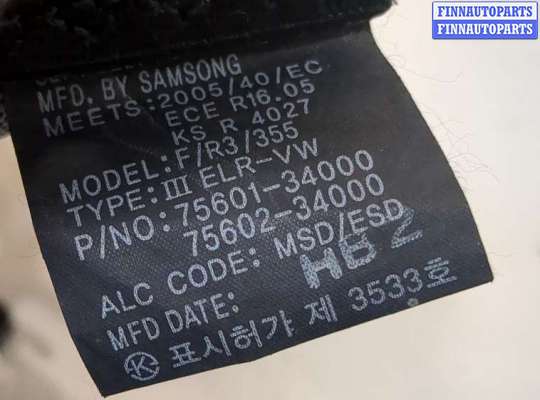 FINNAUTOPARTS
FINNAUTOPARTS
MFD. BY SAMSONG
MEETS:2005/40/EC
ECE R16.05
KS R 4027
MODEL:F/R3/355
TYPE:III ELR-VW
P/NO:75601-34000
75602-34000
ALC CODE: MSD/ESD
MFD DATE: HB2
Ⓚ 표시허가 제 3533호